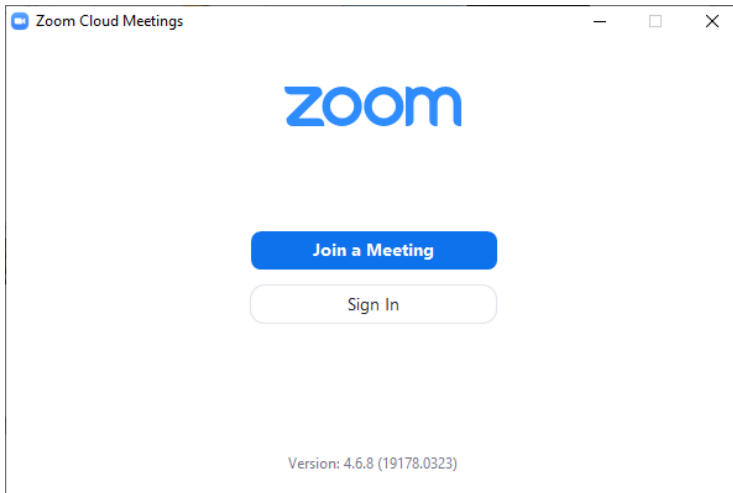 Zoom Cloud Meetings
zoom
Join a Meeting
Sign In
Version: 4.6.8 (19178.0323)